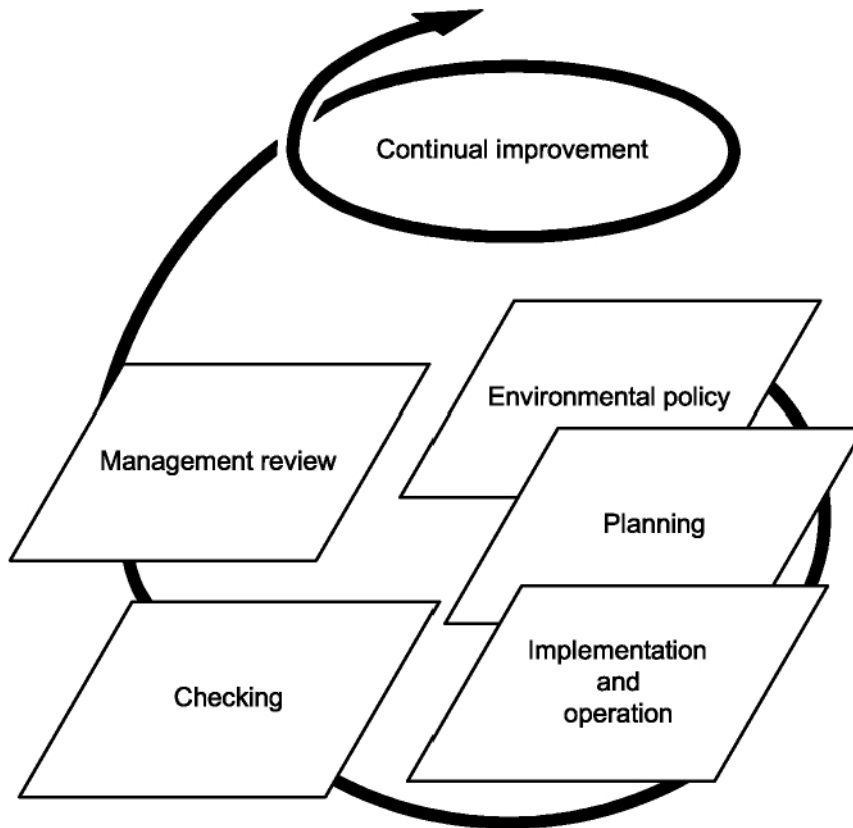 Continual improvement
Environmental policy
Management review
Planning
Implementation
and
operation
Checking